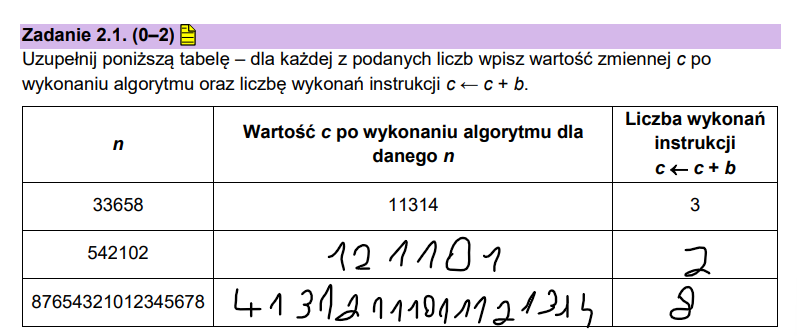 Zadanie 2.1. (0–2)
Uzupełnij poniższą tabelę – dla każdej z podanych liczb wpisz wartość zmiennej c po
wykonaniu algorytmu oraz liczbę wykonań instrukcji c ← c + b.
n
Wartość c po wykonaniu algorytmu dla
danego n
Liczba wykonań
instrukcji
c ← c + b
33658
11314
3
542102
121101
2
87654321012345678
41312111011121314
8